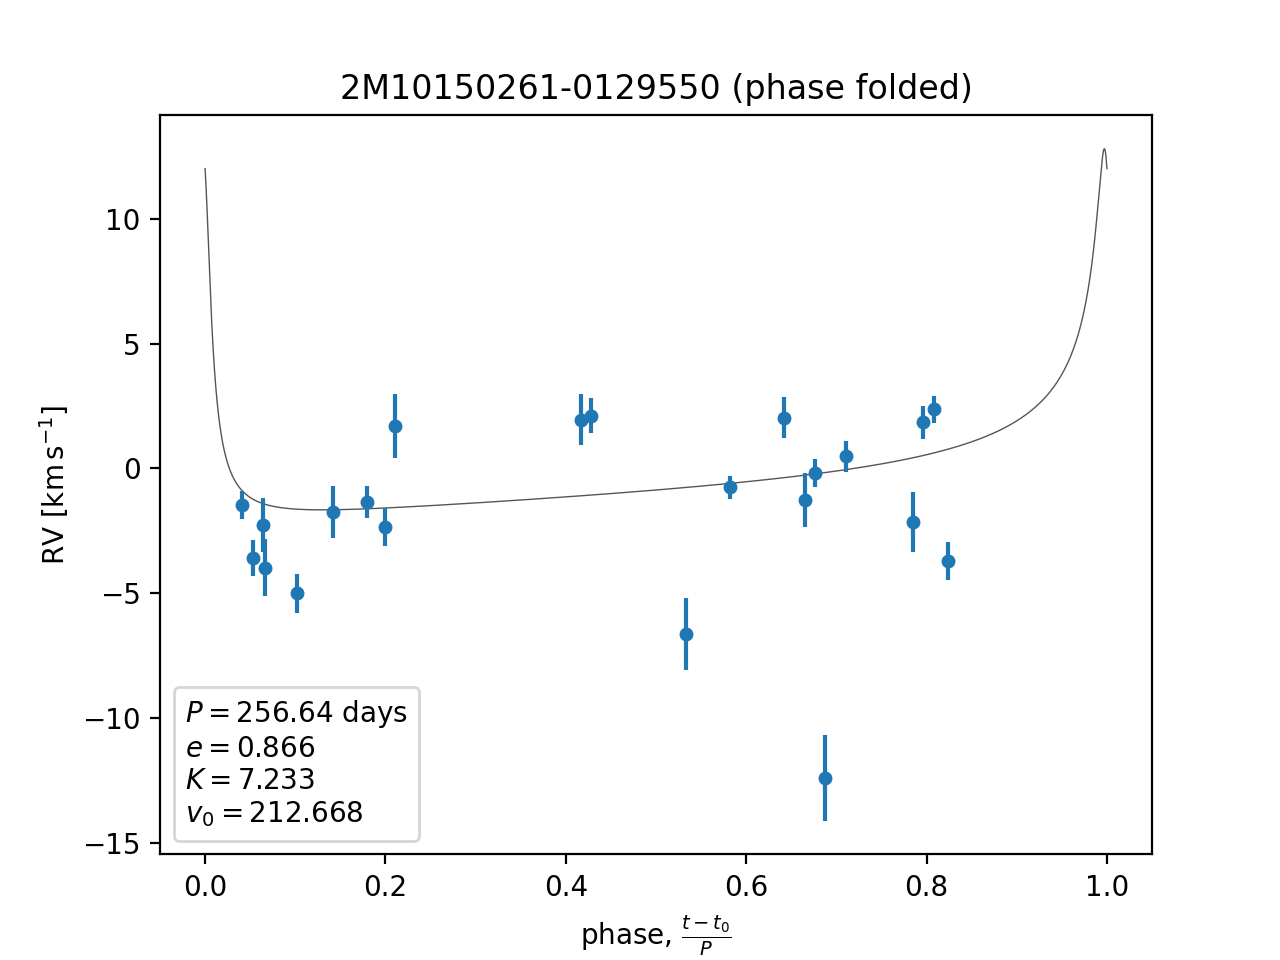 2M10150261-0129550 (phase folded)
RV [km s⁻¹]
10
5
0
−5
−10
−15
P = 256.64 days
e = 0.866
K = 7.233
v₀ = 212.668
0.0 0.2 0.4 0.6 0.8 1.0
phase, (t − t₀)/P